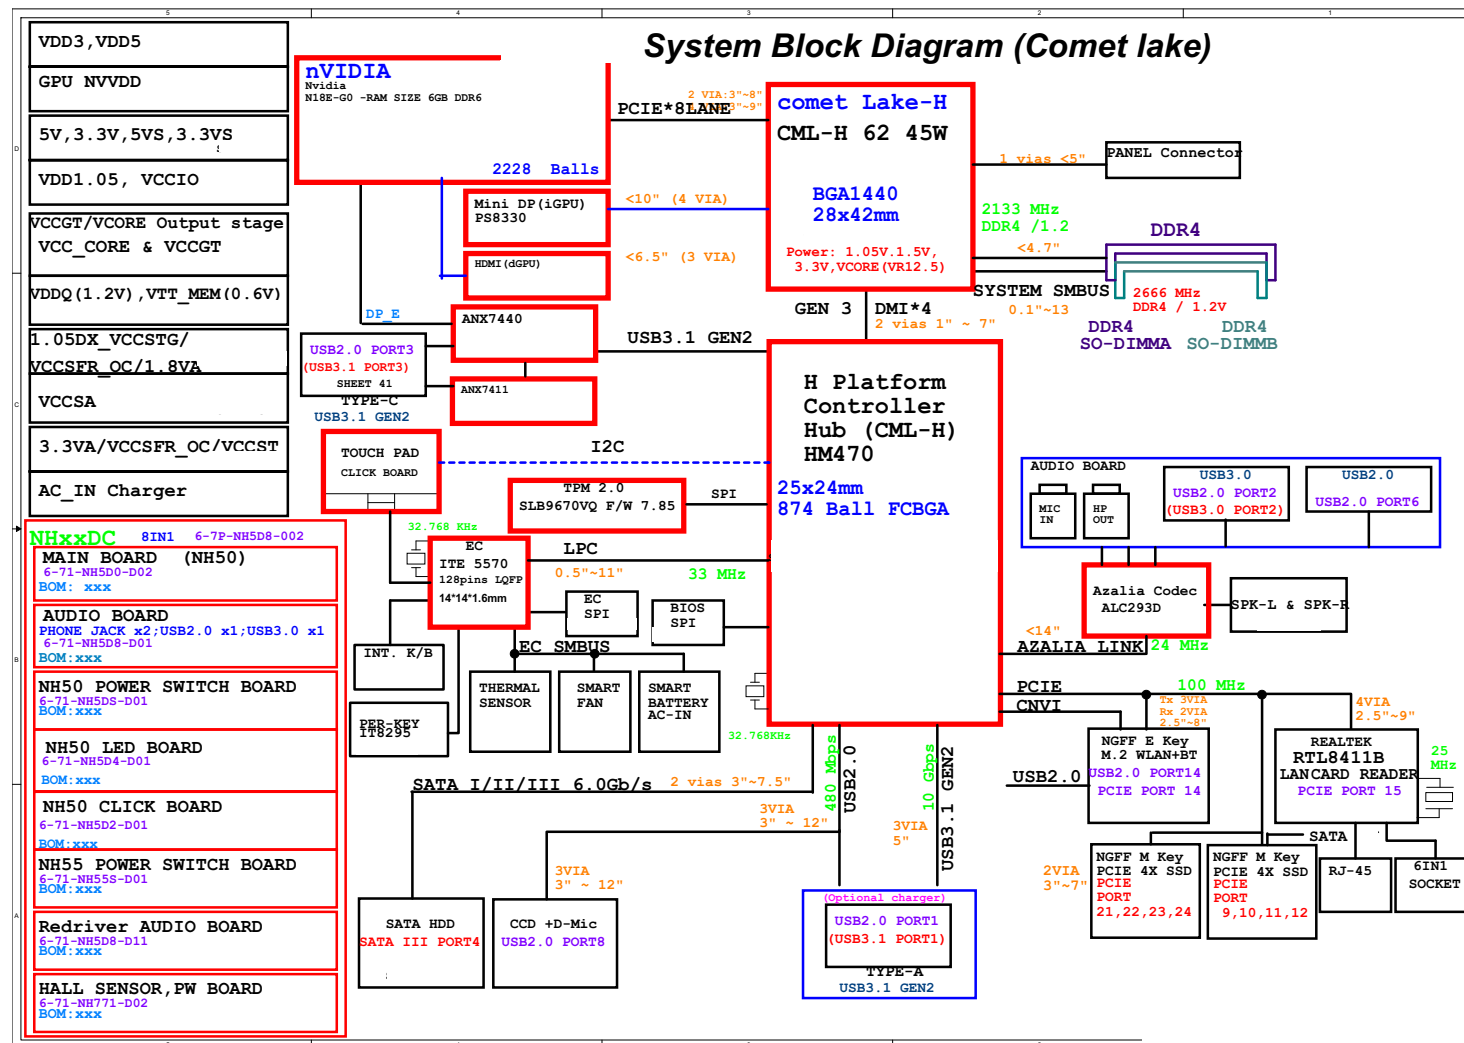 System Block Diagram (Comet lake)
VDD3,VDD5
GPU NVVDD
5V,3.3V,5VS,3.3VS
VDD1.05, VCCIO
VCCGT/VCORE Output stage
VCC_CORE & VCCGT
VDDQ(1.2V),VTT_MEM(0.6V)
1.05DX_VCCSTG/
VCCSFR_OC/1.8VA
VCCSA
3.3VA/VCCSFR_OC/VCCST
AC_IN Charger
NHxxDC 8IN1 6-7P-NH5D8-002
MAIN BOARD (NH50)
6-71-NH5D0-D02
BOM: xxx
AUDIO BOARD
PHONE JACK x2;USB2.0 x1;USB3.0 x1
6-71-NH5D8-D01
BOM:xxx
NH50 POWER SWITCH BOARD
6-71-NH5DS-D01
BOM:xxx
NH50 LED BOARD
6-71-NH5D4-D01
BOM:xxx
NH50 CLICK BOARD
6-71-NH5D2-D01
BOM:xxx
NH55 POWER SWITCH BOARD
6-71-NH55S-D01
BOM:xxx
Redriver AUDIO BOARD
6-71-NH5D8-D11
BOM:xxx
HALL SENSOR,PW BOARD
6-71-NH771-D02
BOM:xxx
nVIDIA
Nvidia
N18E-G0 -RAM SIZE 6GB DDR6
2228 Balls
2 VIA:3"~8"
PCIE*8LANE
comet Lake-H
CML-H 62 45W
BGA1440
28x42mm
Power: 1.05V.1.5V,
3.3V,VCORE(VR12.5)
1 vias <5"
PANEL Connector
Mini DP(iGPU)
PS8330
<10" (4 VIA)
HDMI(dGPU)
<6.5" (3 VIA)
2133 MHz
DDR4 /1.2
<4.7"
DDR4
SYSTEM SMBUS
0.1"~13
2666 MHz
DDR4 / 1.2V
DDR4
SO-DIMMA
DDR4
SO-DIMMB
GEN 3 DMI*4
2 vias 1" ~ 7"
DP_E
ANX7440
USB3.1 GEN2
USB2.0 PORT3
(USB3.1 PORT3)
SHEET 41
TYPE-C
USB3.1 GEN2
ANX7411
H Platform
Controller
Hub (CML-H)
HM470
25x24mm
874 Ball FCBGA
TOUCH PAD
CLICK BOARD
I2C
TPM 2.0
SLB9670VQ F/W 7.85
SPI
32.768 KHz
EC
ITE 5570
128pins LQFP
14*14*1.6mm
LPC
0.5"~11"
33 MHz
EC
SPI
BIOS
SPI
INT. K/B
EC SMBUS
PER-KEY
IT8295
THERMAL
SENSOR
SMART
FAN
SMART
BATTERY
AC-IN
32.768KHz
AUDIO BOARD
MIC
IN
HP
OUT
USB3.0
USB2.0 PORT2
(USB3.0 PORT2)
USB2.0
USB2.0 PORT6
Azalia Codec
ALC293D
SPK-L & SPK-R
<14"
AZALIA LINK
24 MHz
PCIE
100 MHz
CNVI
Tx 3VIA
Rx 2VIA
2.5"~8"
4VIA
2.5"~9"
NGFF E Key
M.2 WLAN+BT
USB2.0 PORT14
PCIE PORT 14
USB2.0
REALTEK
RTL8411B
LANCARD READER
PCIE PORT 15
25
MHz
SATA
2VIA
3"~7"
NGFF M Key
PCIE 4X SSD
PCIE
PORT
21,22,23,24
NGFF M Key
PCIE 4X SSD
PCIE
PORT
9,10,11,12
RJ-45
6IN1
SOCKET
SATA I/II/III 6.0Gb/s
2 vias 3"~7.5"
480 Mbps
USB2.0
10 Gbps
USB3.1 GEN2
3VIA
3" ~ 12"
3VIA
5"
3VIA
3" ~ 12"
SATA HDD
SATA III PORT4
CCD +D-Mic
USB2.0 PORT8
(Optional charger)
USB2.0 PORT1
(USB3.1 PORT1)
TYPE-A
USB3.1 GEN2